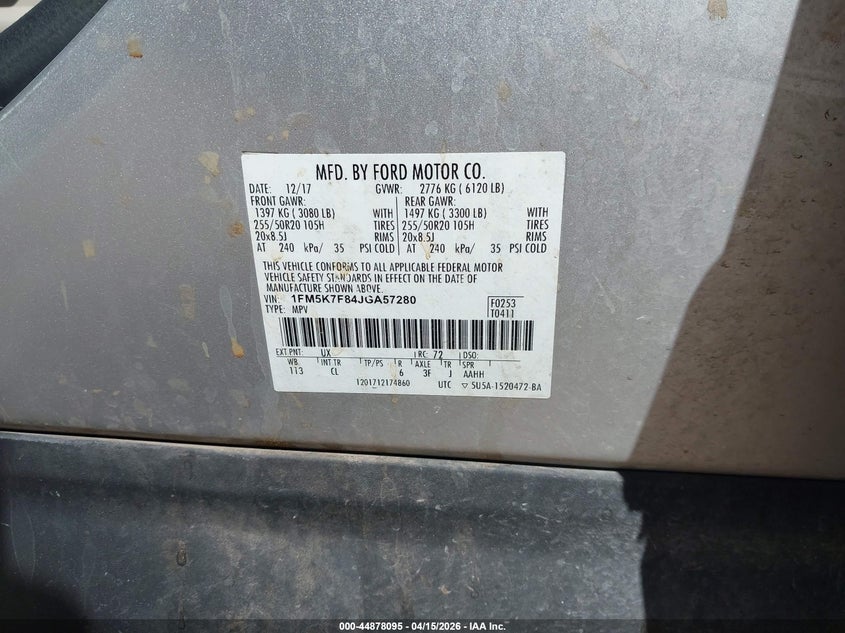 MFD. BY FORD MOTOR CO.
DATE: 12/17 GVWR: 2776 KG ( 6120 LB)
FRONT GAWR: REAR GAWR:
1397 KG ( 3080 LB) WITH 1497 KG ( 3300 LB) WITH
255/50R20 105H TIRES 255/50R20 105H TIRES
20x8.5J RIMS 20x8.5J RIMS
AT 240 kPa/ 35 PSI COLD AT 240 kPa/ 35 PSI COLD
THIS VEHICLE CONFORMS TO ALL APPLICABLE FEDERAL MOTOR
VEHICLE SAFETY STANDARDS IN EFFECT ON THE DATE OF
MANUFACTURE SHOWN ABOVE.
VIN: 1FM5K7F84JGA57280 F0253
TYPE: MPV T0411
EXT PNT: UX RC: 72 DSO:
WB INT TR TP/PS R AXLE TR SPR
113 CL 6 3F J AAHH
1201712174860 UTC ▽ SU5A-1520472-BA
000-44878095 - 04/15/2026 - IAA Inc.